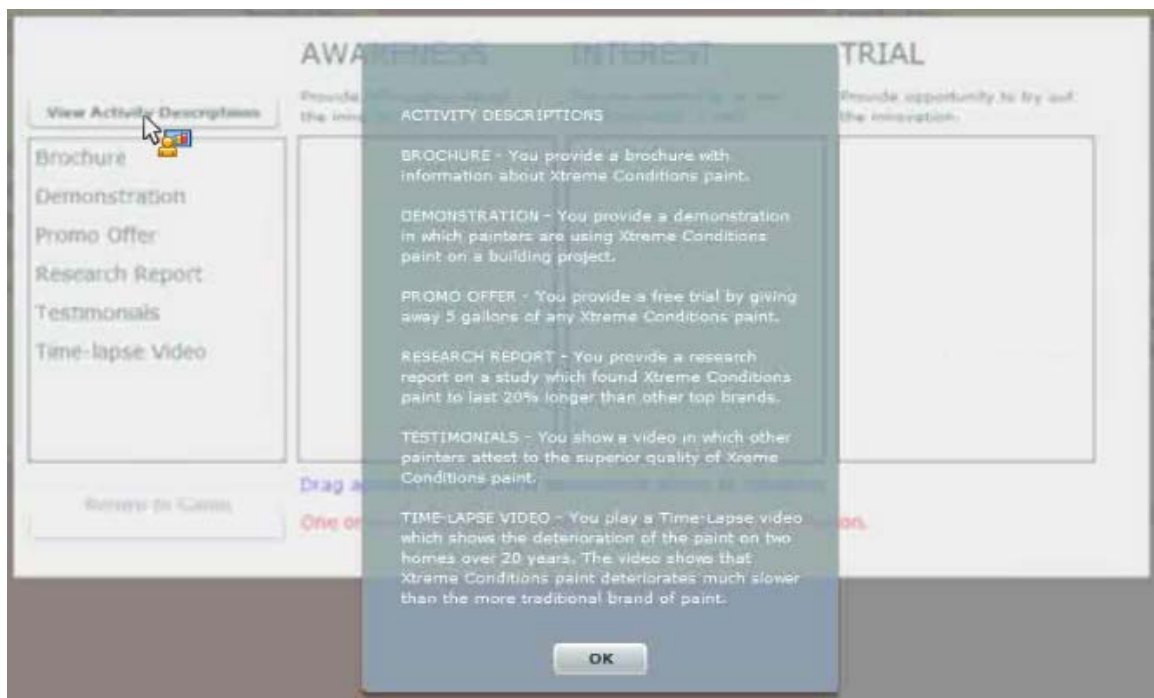 AWARENESS
INTEREST
TRIAL
View Activity Descriptions
Provide opportunity to try out
the innovation.
Brochure
Demonstration
Promo Offer
Research Report
Testimonials
Time-lapse Video
ACTIVITY DESCRIPTIONS
BROCHURE - You provide a brochure with
information about Xtreme Conditions paint.
DEMONSTRATION - You provide a demonstration
in which painters are using Xtreme Conditions
paint on a building project.
PROMO OFFER - You provide a free trial by giving
away 5 gallons of any Xtreme Conditions paint.
RESEARCH REPORT - You provide a research
report on a study which found Xtreme Conditions
paint to last 20% longer than other top brands.
TESTIMONIALS - You show a video in which other
painters attest to the superior quality of Xreme
Conditions paint.
TIME-LAPSE VIDEO - You play a Time-Lapse video
which shows the deterioration of the paint on two
homes over 20 years. The video shows that
Xtreme Conditions paint deteriorates much slower
than the more traditional brand of paint.
Drag
Return to Game
One or
OK